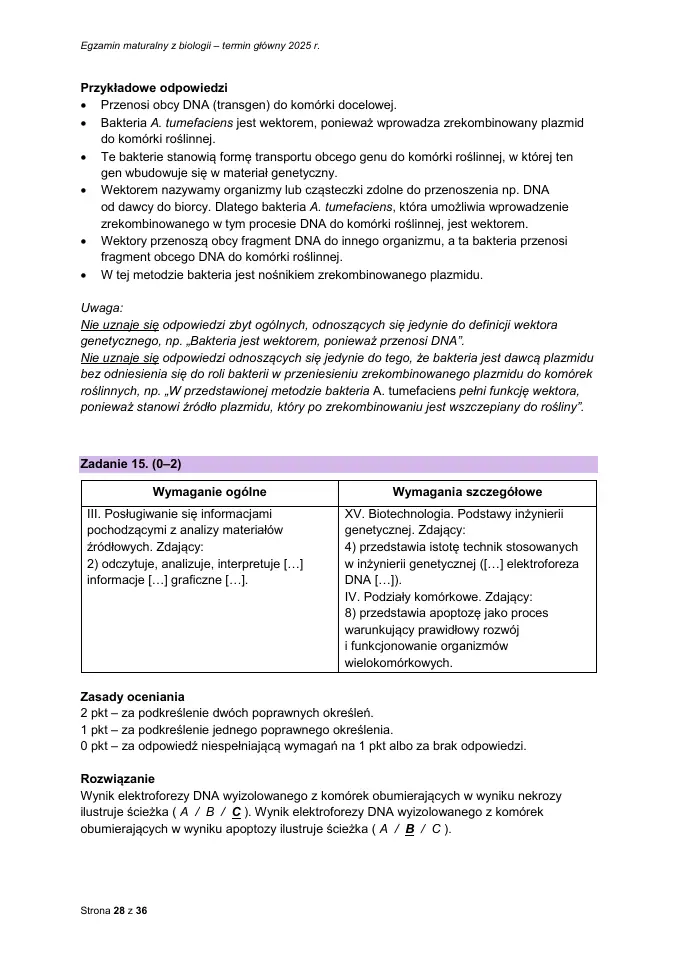 Egzamin maturalny z biologii – termin główny 2025 r.
Przykładowe odpowiedzi
• Przenosi obcy DNA (transgen) do komórki docelowej.
• Bakteria A. tumefaciens jest wektorem, ponieważ wprowadza zrekombinowany plazmid
do komórki roślinnej.
• Te bakterie stanowią formę transportu obcego genu do komórki roślinnej, w której ten
gen wbudowuje się w materiał genetyczny.
• Wektorem nazywamy organizmy lub cząsteczki zdolne do przenoszenia np. DNA
od dawcy do biorcy. Dlatego bakteria A. tumefaciens, która umożliwia wprowadzenie
zrekombinowanego w tym procesie DNA do komórki roślinnej, jest wektorem.
• Wektory przenoszą obcy fragment DNA do innego organizmu, a ta bakteria przenosi
fragment obcego DNA do komórki roślinnej.
• W tej metodzie bakteria jest nośnikiem zrekombinowanego plazmidu.
Uwaga:
Nie uznaje się odpowiedzi zbyt ogólnych, odnoszących się jedynie do definicji wektora
genetycznego, np. „Bakteria jest wektorem, ponieważ przenosi DNA”.
Nie uznaje się odpowiedzi odnoszących się jedynie do tego, że bakteria jest dawcą plazmidu
bez odniesienia się do roli bakterii w przeniesieniu zrekombinowanego plazmidu do komórek
roślinnych, np. „W przedstawionej metodzie bakteria A. tumefaciens pełni funkcję wektora,
ponieważ stanowi źródło plazmidu, który po zrekombinowaniu jest wszczepiany do rośliny”.
Zadanie 15. (0–2)
Wymaganie ogólne
III. Posługiwanie się informacjami
pochodzącymi z analizy materiałów
źródłowych. Zdający:
2) odczytuje, analizuje, interpretuje […]
informacje […] graficzne […].
Wymagania szczegółowe
XV. Biotechnologia. Podstawy inżynierii
genetycznej. Zdający:
4) przedstawia istotę technik stosowanych
w inżynierii genetycznej ([…] elektroforeza
DNA […]).
IV. Podziały komórkowe. Zdający:
8) przedstawia apoptozę jako proces
warunkujący prawidłowy rozwój
i funkcjonowanie organizmów
wielokomórkowych.
Zasady oceniania
2 pkt – za podkreślenie dwóch poprawnych określeń.
1 pkt – za podkreślenie jednego poprawnego określenia.
0 pkt – za odpowiedź niespełniającą wymagań na 1 pkt albo za brak odpowiedzi.
Rozwiązanie
Wynik elektroforezy DNA wyizolowanego z komórek obumierających w wyniku nekrozy
ilustruje ścieżka ( A / B / C ). Wynik elektroforezy DNA wyizolowanego z komórek
obumierających w wyniku apoptozy ilustruje ścieżka ( A / B / C ).
Strona 28 z 36